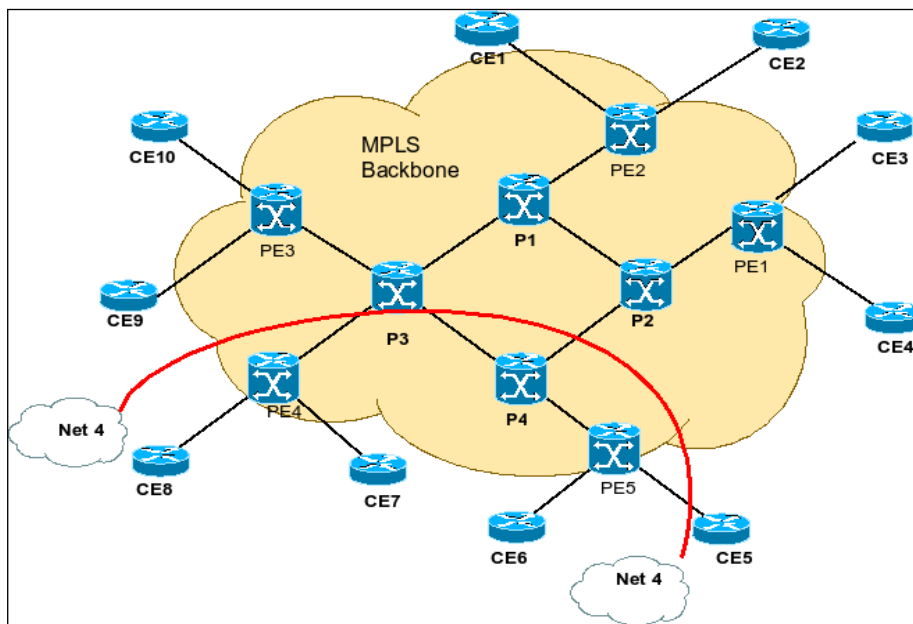 CE1
CE2
CE10
MPLS
Backbone
CE3
PE2
P1
PE3
PE1
CE9
P3
P2
CE4
PE4
P4
Net 4
CE8
CE7
PE5
CE6
CE5
Net 4